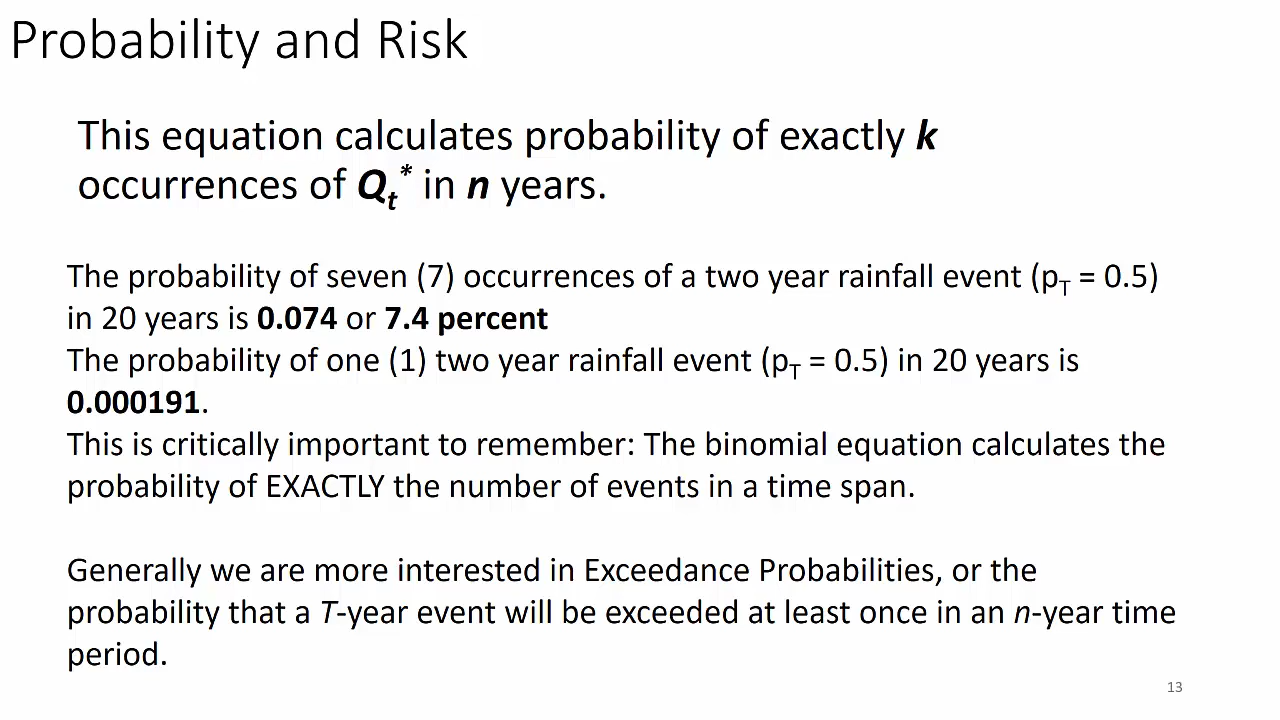 Probability and Risk
This equation calculates probability of exactly k
occurrences of Qt* in n years.
The probability of seven (7) occurrences of a two year rainfall event (pT = 0.5)
in 20 years is 0.074 or 7.4 percent
The probability of one (1) two year rainfall event (pT = 0.5) in 20 years is
0.000191.
This is critically important to remember: The binomial equation calculates the
probability of EXACTLY the number of events in a time span.
Generally we are more interested in Exceedance Probabilities, or the
probability that a T-year event will be exceeded at least once in an n-year time
period.
13